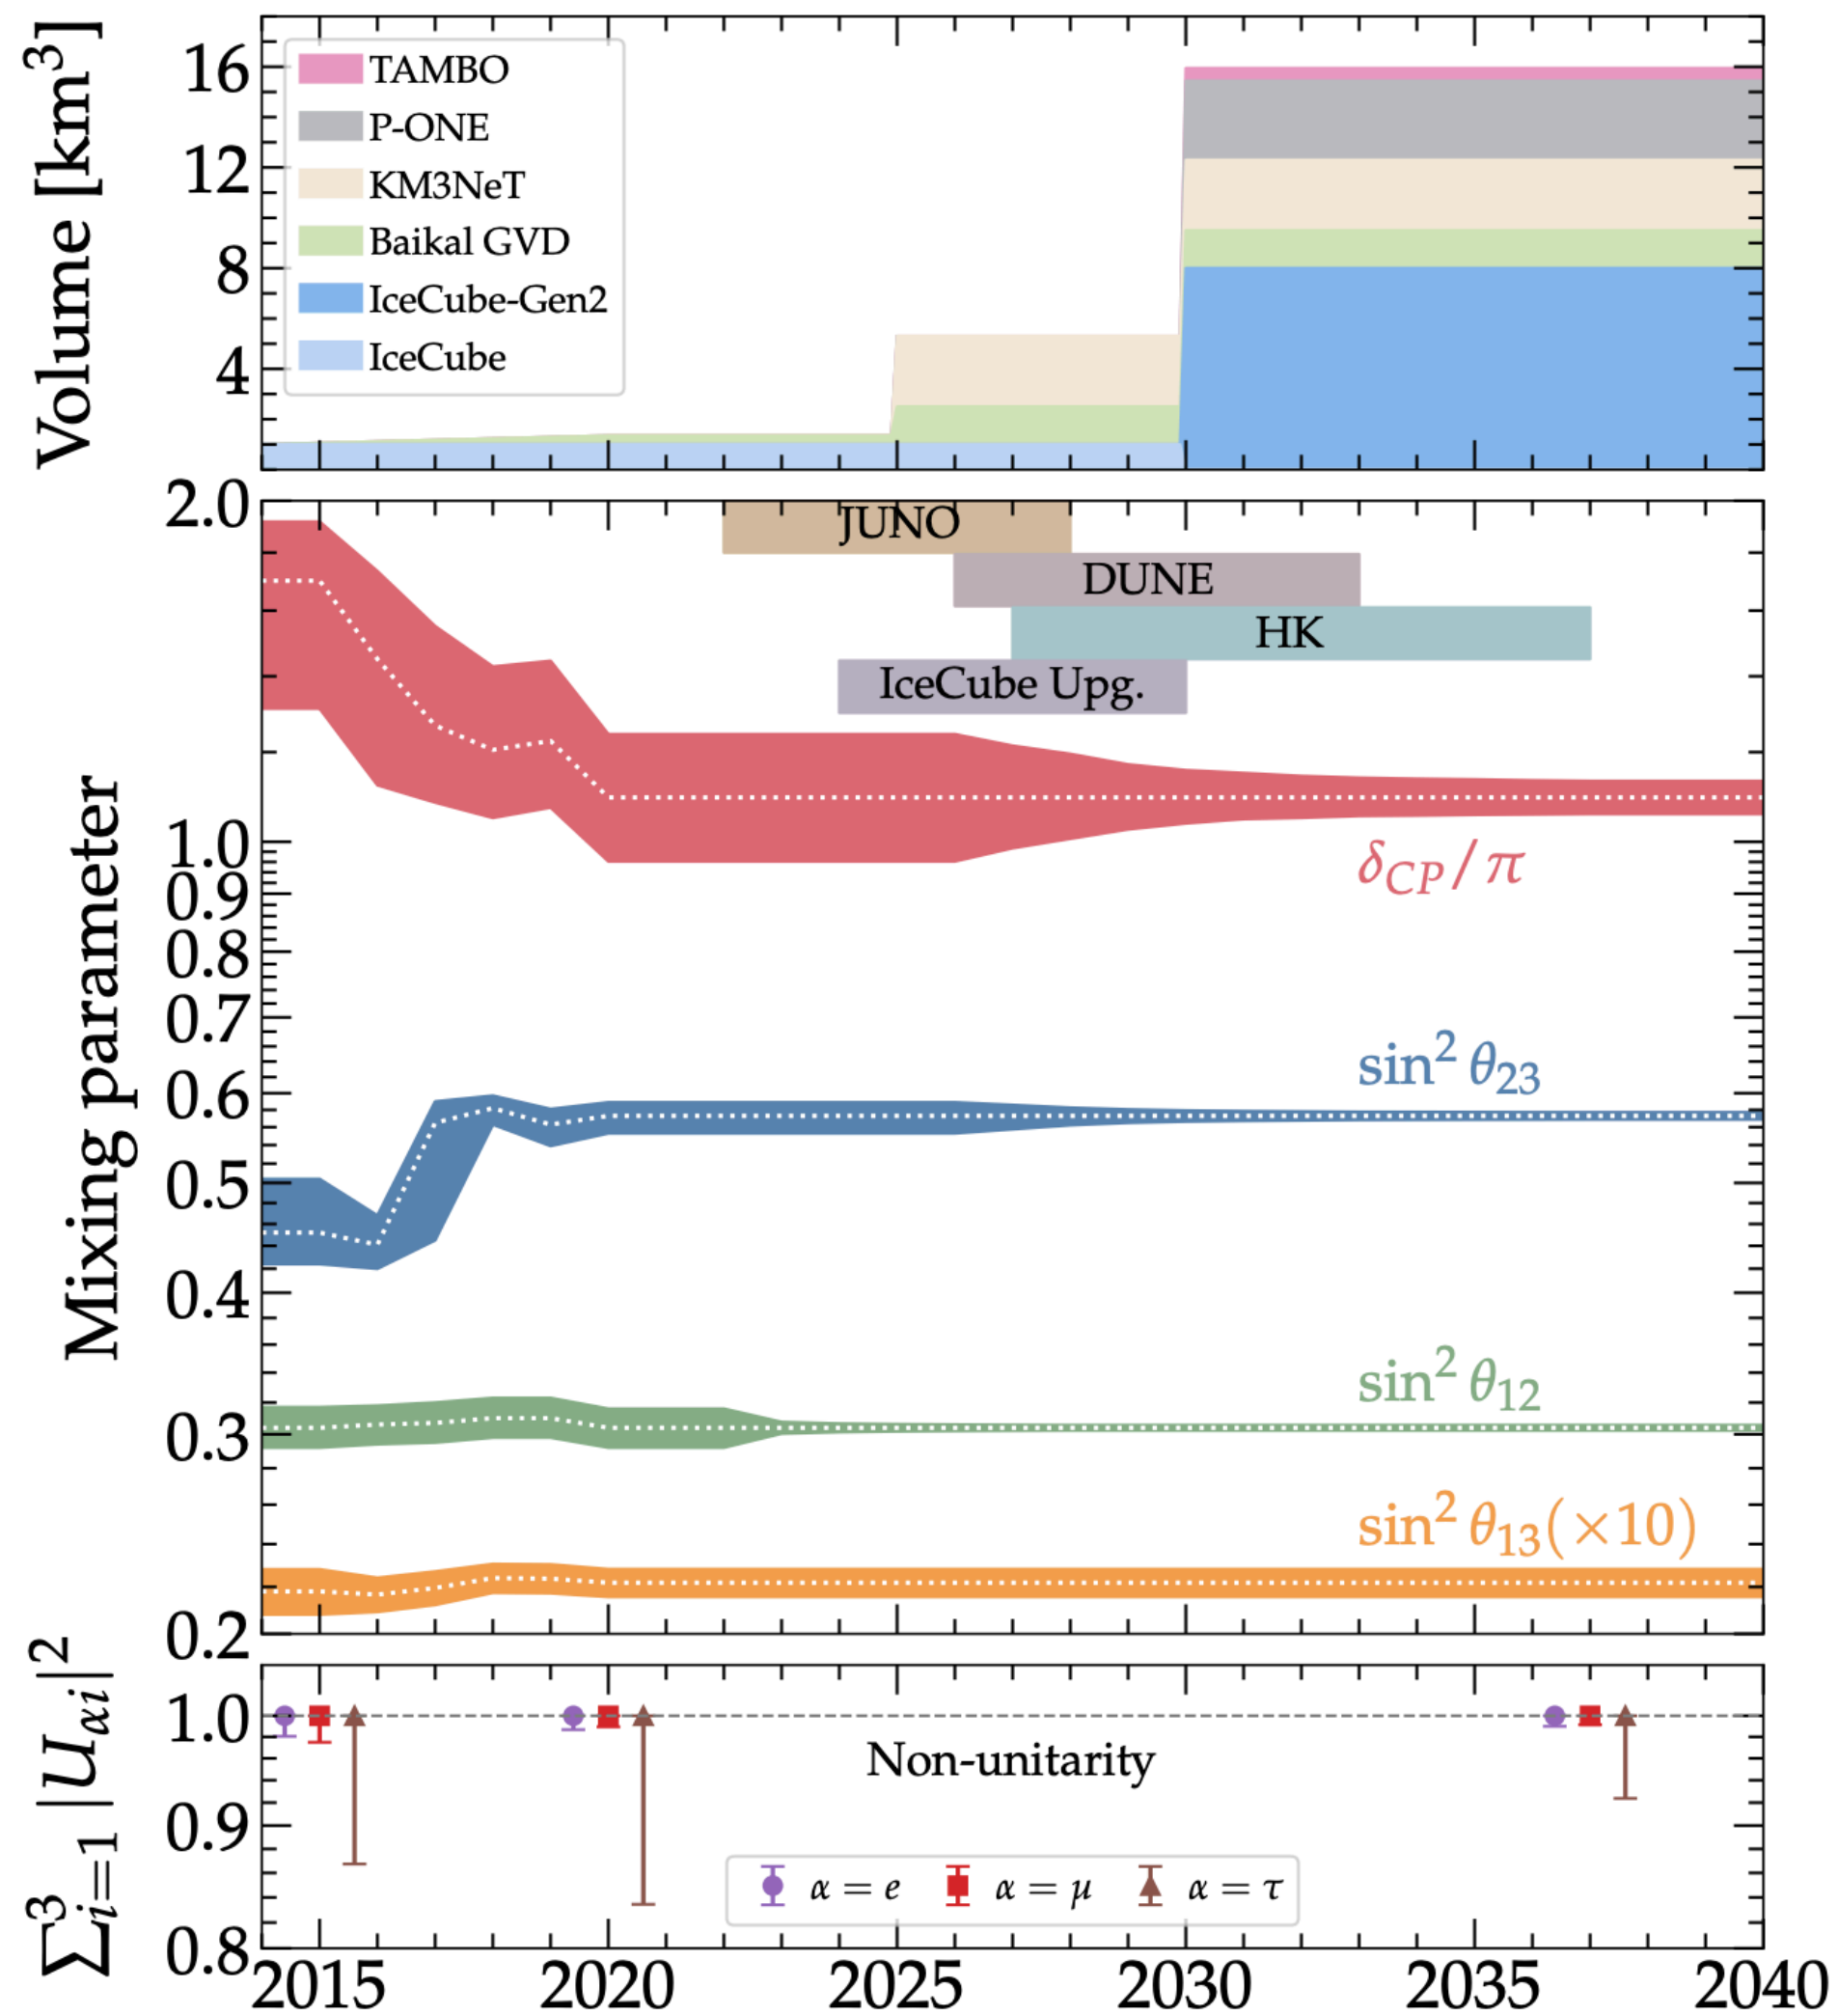 Volume [km³]
16
12
8
4
TAMBO
P-ONE
KM3NeT
Baikal GVD
IceCube-Gen2
IceCube
Mixing parameter
2.0
1.0
0.9
0.8
0.7
0.6
0.5
0.4
0.3
0.2
JUNO
DUNE
HK
IceCube Upg.
δ_CP/π
sin² θ₂₃
sin² θ₁₂
sin² θ₁₃(×10)
Σ³ᵢ₌₁ |U_αi|²
1.0
0.9
0.8
Non-unitarity
α = e
α = μ
α = τ
2015
2020
2025
2030
2035
2040